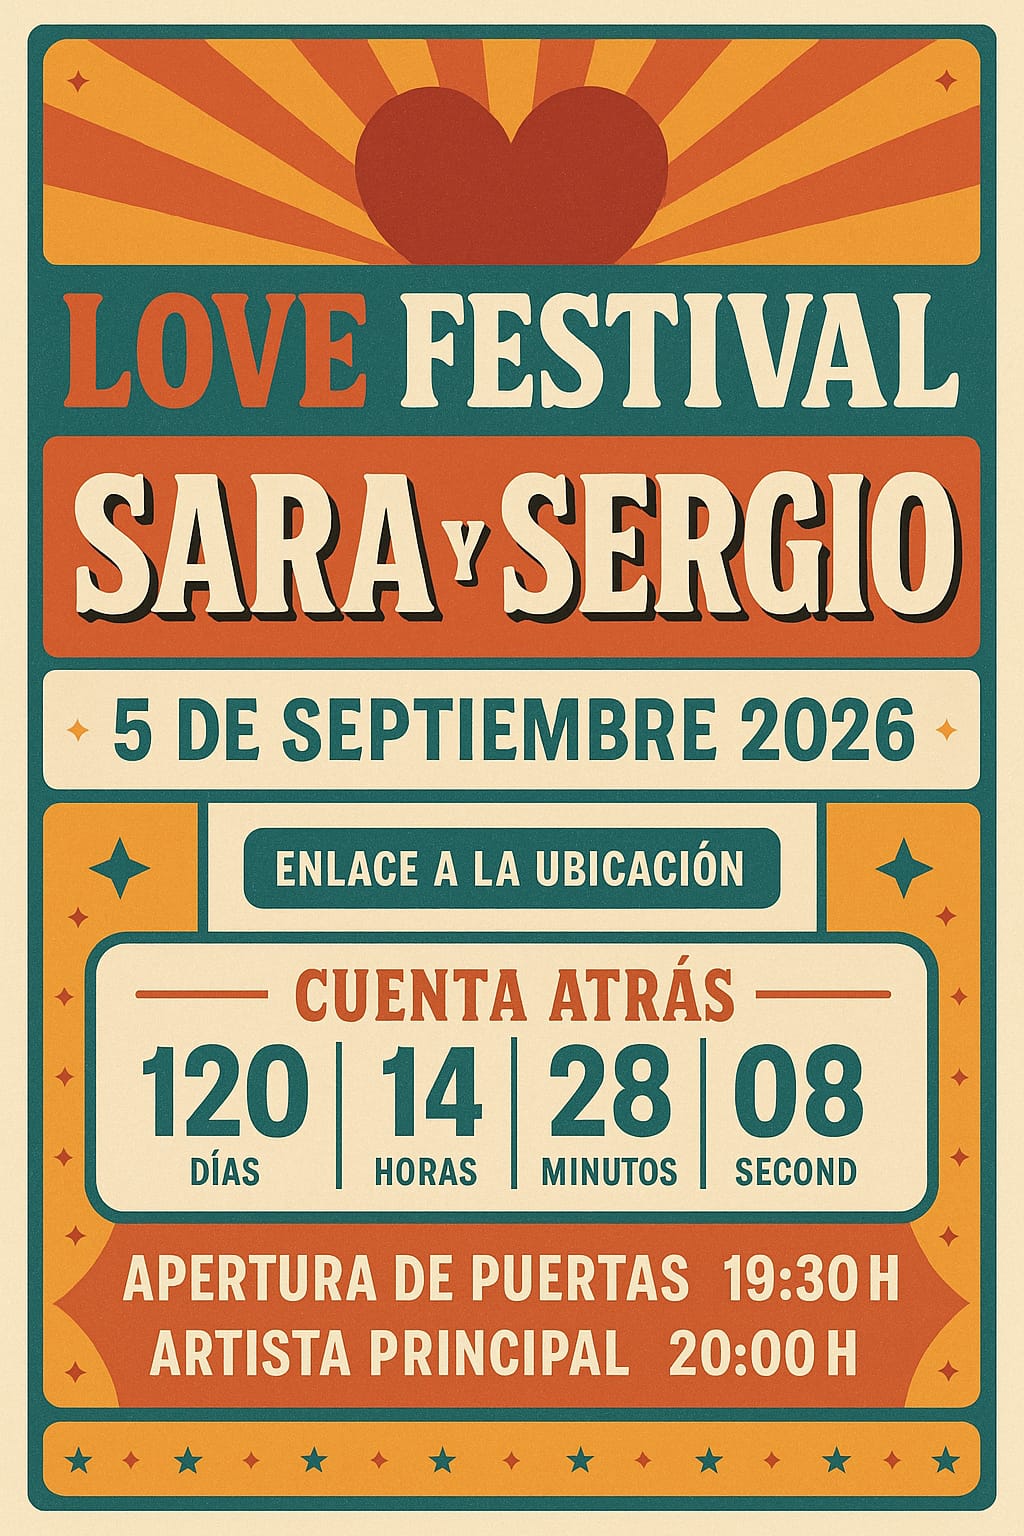 LOVE FESTIVAL
SARA Y SERGIO
5 DE SEPTIEMBRE 2026
ENLACE A LA UBICACIÓN
CUENTA ATRÁS
120 14 28 08
DÍAS HORAS MINUTOS SECOND
APERTURA DE PUERTAS 19:30 H
ARTISTA PRINCIPAL 20:00 H